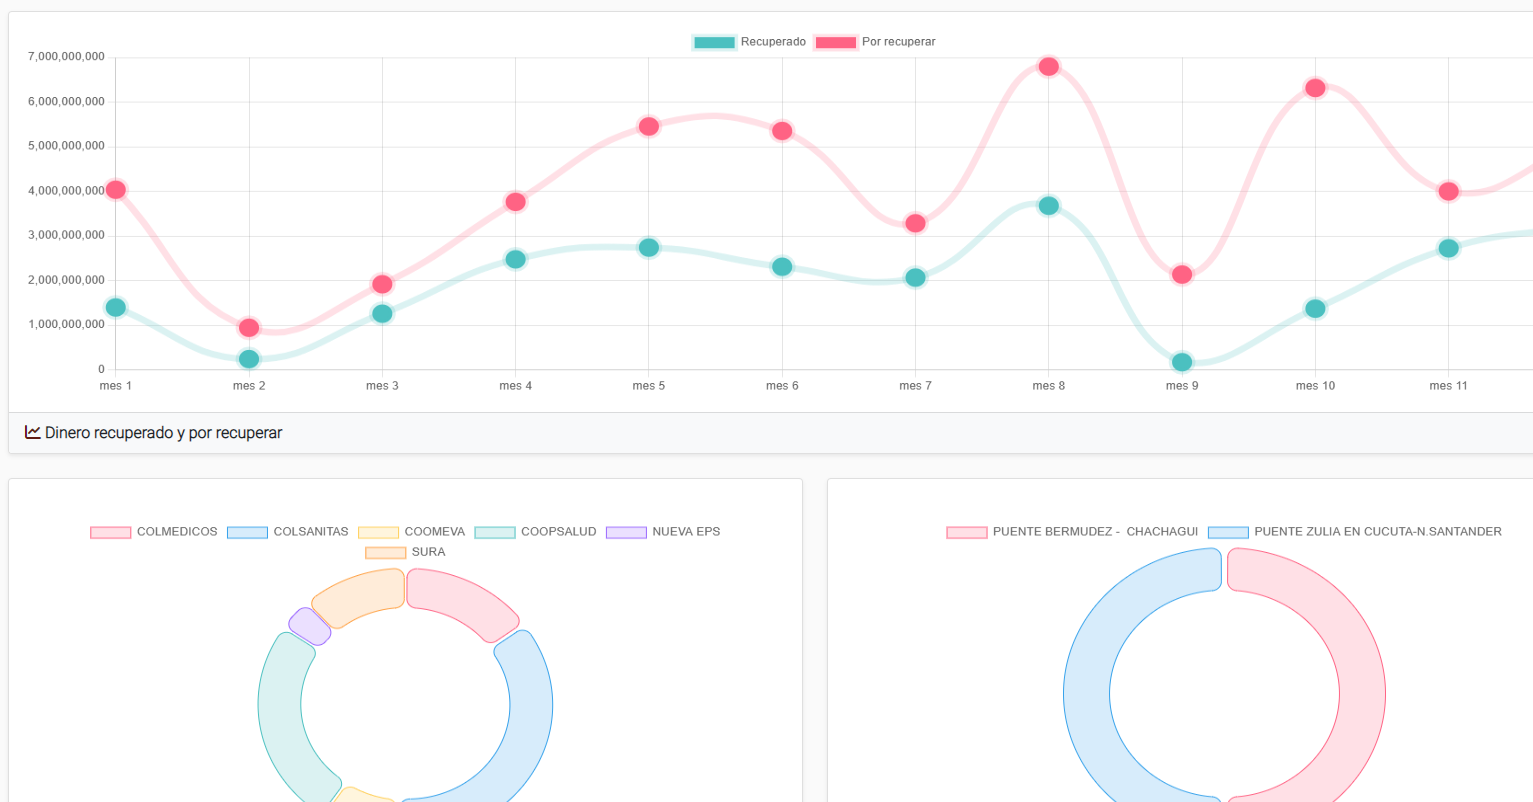 Recuperado Por recuperar
7,000,000,000
6,000,000,000
5,000,000,000
4,000,000,000
3,000,000,000
2,000,000,000
1,000,000,000
0
mes 1 mes 2 mes 3 mes 4 mes 5 mes 6 mes 7 mes 8 mes 9 mes 10 mes 11
Dinero recuperado y por recuperar
COLMEDICOS COLSANITAS COOMEVA COOPSALUD NUEVA EPS
SURA
PUENTE BERMUDEZ - CHACHAGUI PUENTE ZULIA EN CUCUTA-N.SANTANDER